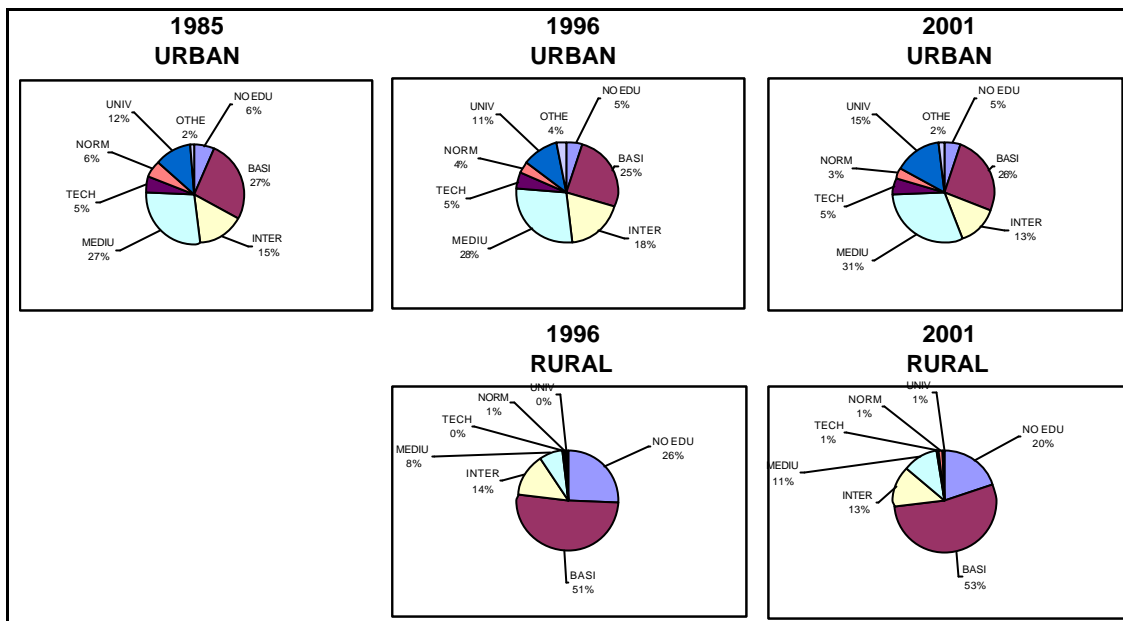 1985
URBAN
NO EDU
6%
BASI
27%
INTER
15%
MEDIU
27%
TECH
5%
NORM
6%
UNIV
12%
OTHE
2%
1996
URBAN
NO EDU
5%
BASI
25%
INTER
18%
MEDIU
28%
TECH
5%
NORM
4%
UNIV
11%
OTHE
4%
2001
URBAN
NO EDU
5%
BASI
26%
INTER
13%
MEDIU
31%
TECH
5%
NORM
3%
UNIV
15%
OTHE
2%
1996
RURAL
NO EDU
26%
BASI
51%
INTER
14%
MEDIU
8%
TECH
0%
NORM
1%
UNIV
0%
2001
RURAL
NO EDU
20%
BASI
53%
INTER
13%
MEDIU
11%
TECH
1%
NORM
1%
UNIV
1%